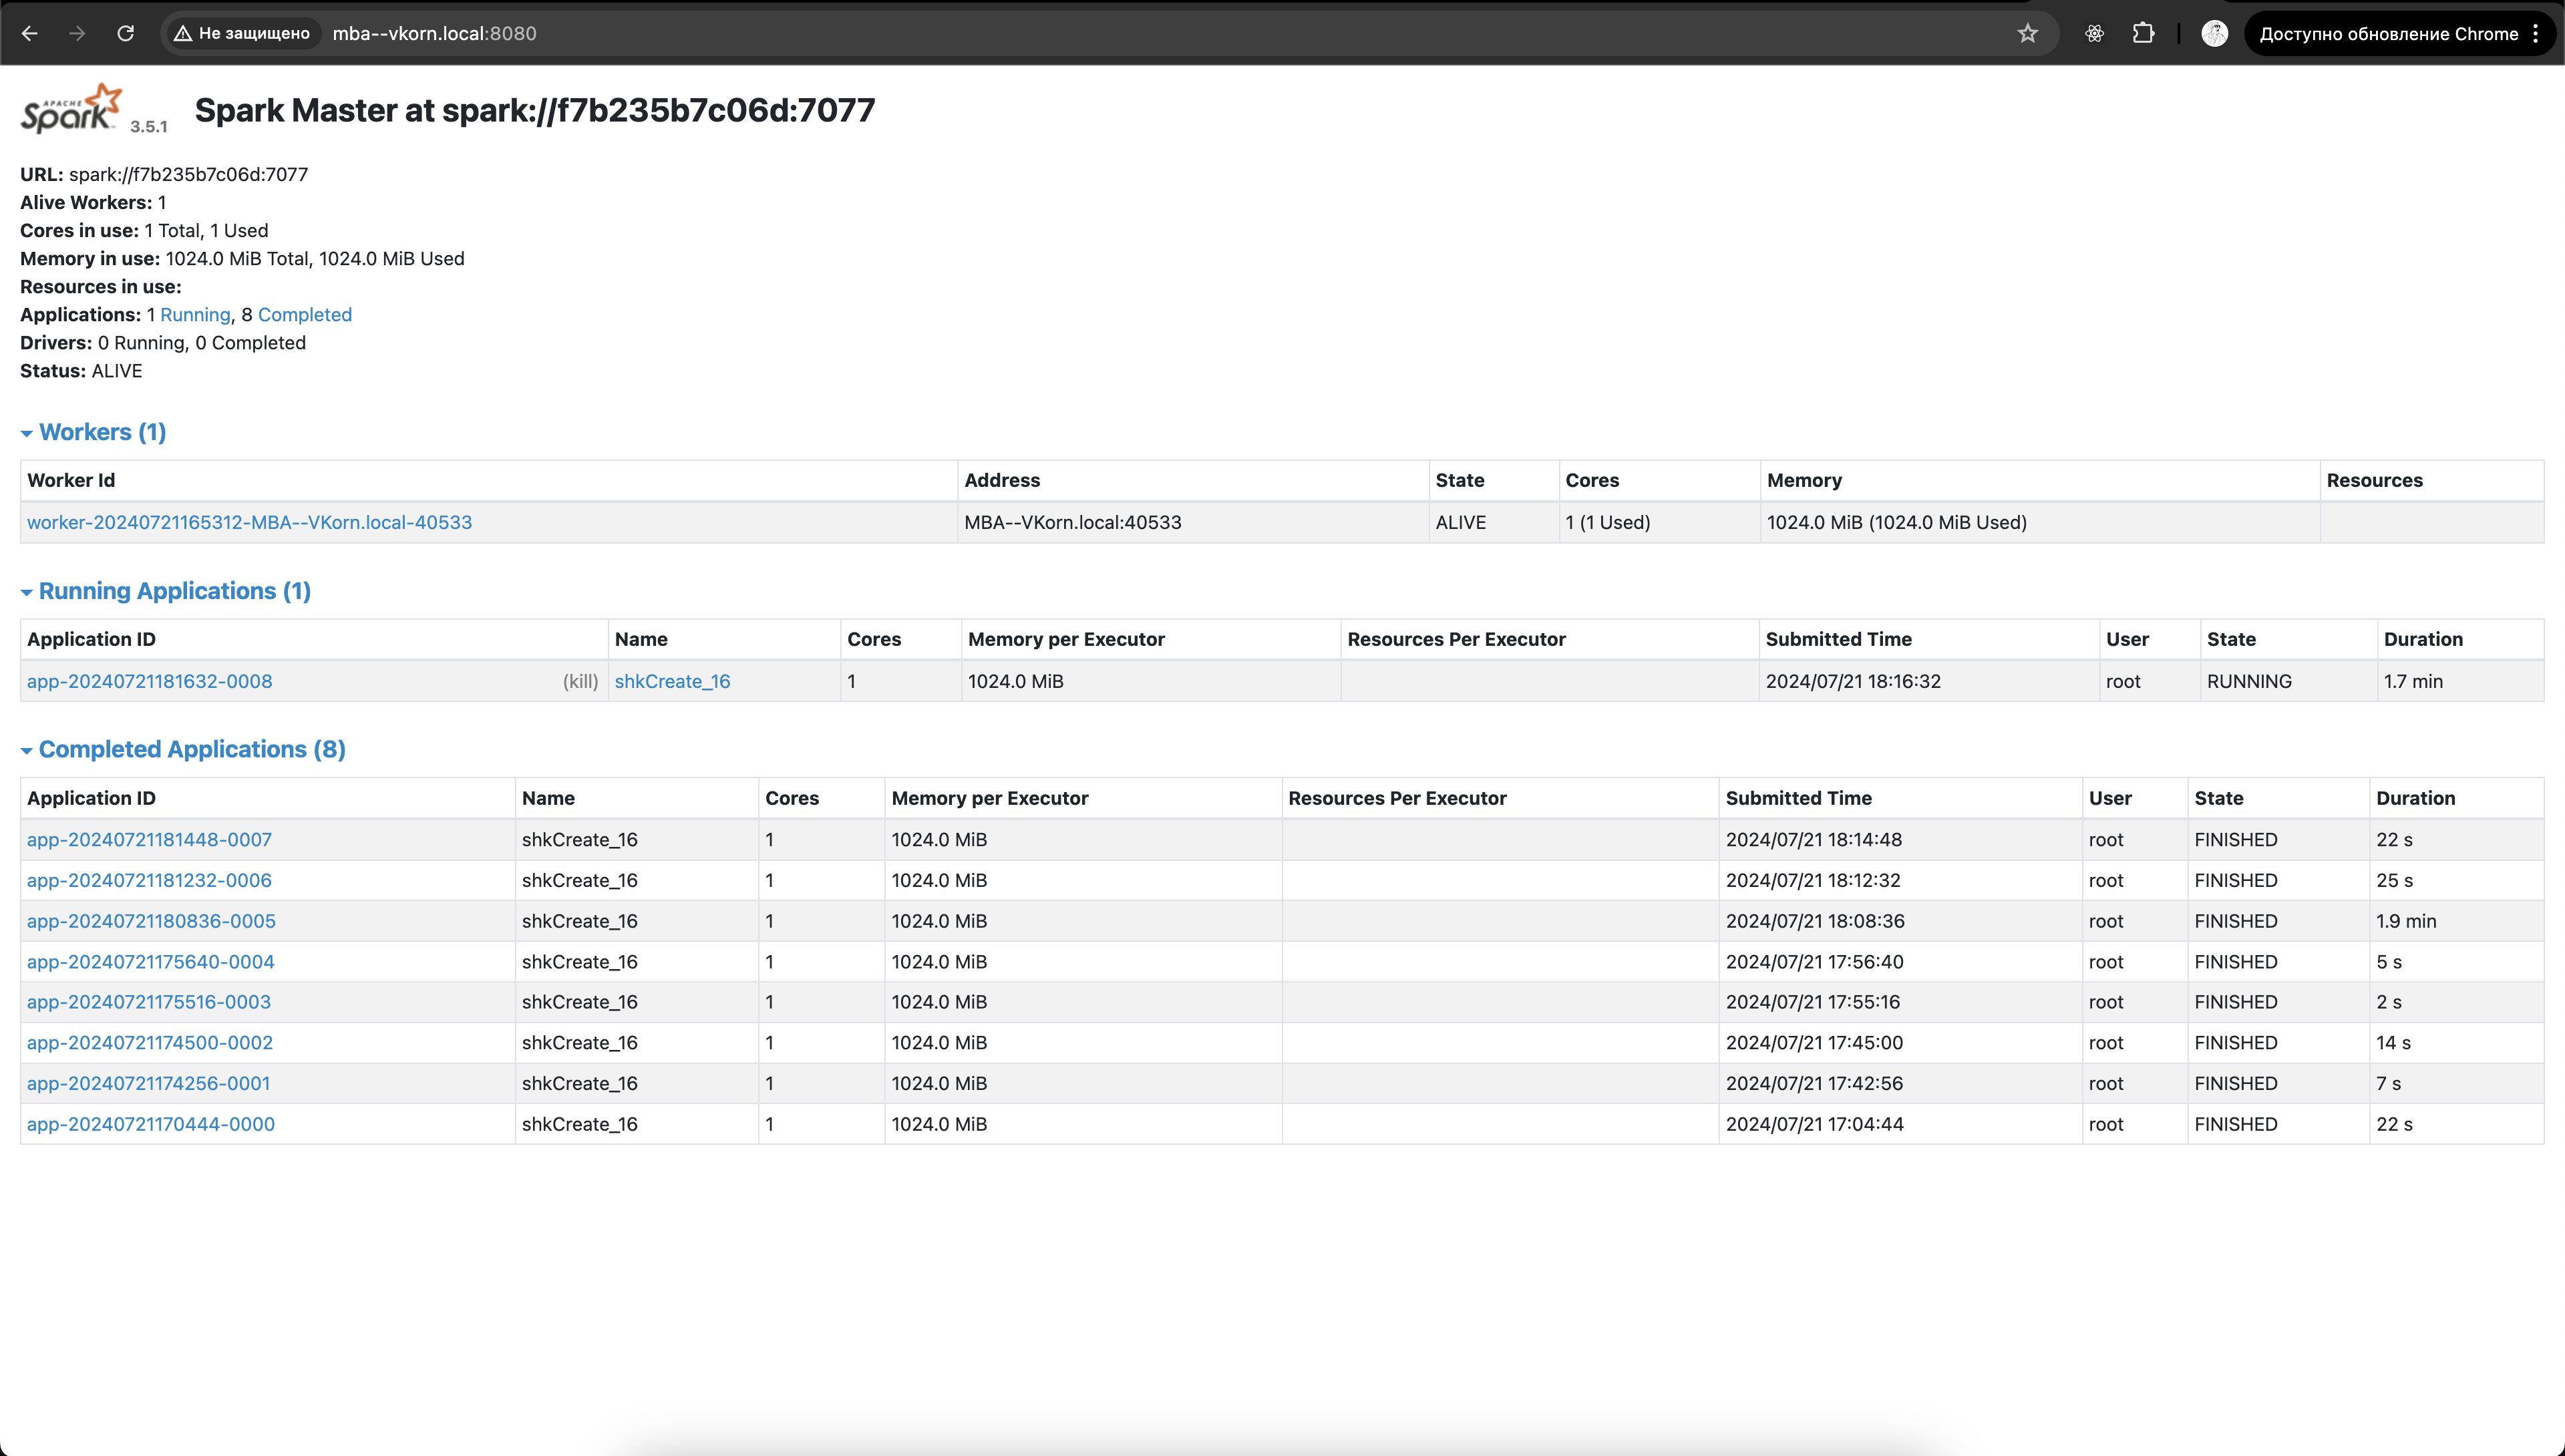 Не защищено mba--vkorn.local:8080 Доступно обновление Chrome
APACHE Spark 3.5.1 Spark Master at spark://f7b235b7c06d:7077
URL: spark://f7b235b7c06d:7077
Alive Workers: 1
Cores in use: 1 Total, 1 Used
Memory in use: 1024.0 MiB Total, 1024.0 MiB Used
Resources in use:
Applications: 1 Running, 8 Completed
Drivers: 0 Running, 0 Completed
Status: ALIVE
Workers (1)
Worker Id Address State Cores Memory Resources
worker-20240721165312-MBA--VKorn.local-40533 MBA--VKorn.local:40533 ALIVE 1 (1 Used) 1024.0 MiB (1024.0 MiB Used)
Running Applications (1)
Application ID Name Cores Memory per Executor Resources Per Executor Submitted Time User State Duration
app-20240721181632-0008 (kill) shkCreate_16 1 1024.0 MiB 2024/07/21 18:16:32 root RUNNING 1.7 min
Completed Applications (8)
Application ID Name Cores Memory per Executor Resources Per Executor Submitted Time User State Duration
app-20240721181448-0007 shkCreate_16 1 1024.0 MiB 2024/07/21 18:14:48 root FINISHED 22 s
app-20240721181232-0006 shkCreate_16 1 1024.0 MiB 2024/07/21 18:12:32 root FINISHED 25 s
app-20240721180836-0005 shkCreate_16 1 1024.0 MiB 2024/07/21 18:08:36 root FINISHED 1.9 min
app-20240721175640-0004 shkCreate_16 1 1024.0 MiB 2024/07/21 17:56:40 root FINISHED 5 s
app-20240721175516-0003 shkCreate_16 1 1024.0 MiB 2024/07/21 17:55:16 root FINISHED 2 s
app-20240721174500-0002 shkCreate_16 1 1024.0 MiB 2024/07/21 17:45:00 root FINISHED 14 s
app-20240721174256-0001 shkCreate_16 1 1024.0 MiB 2024/07/21 17:42:56 root FINISHED 7 s
app-20240721170444-0000 shkCreate_16 1 1024.0 MiB 2024/07/21 17:04:44 root FINISHED 22 s